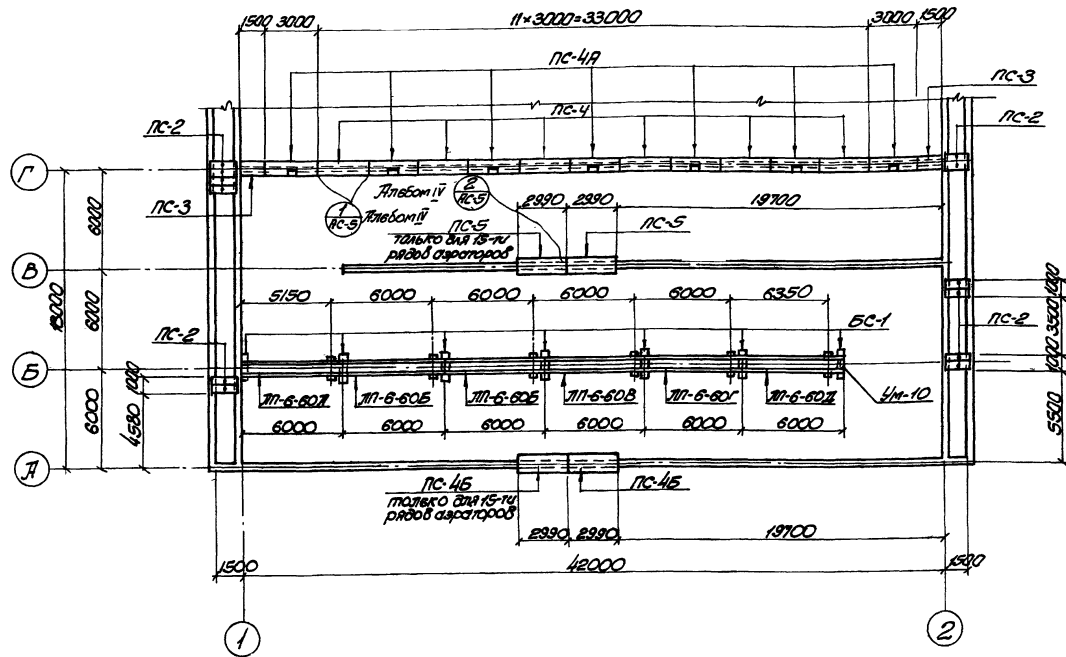 1500
3000
11×3000=33000
3000
1500
ПС-4А
ПС-3
ПС-2
ПС-4
ПС-2
Г
2
АС-5
Альбом IV
1
АС-5
Альбом IV
ПС-3
2990
2990
19700
ПС-5
только для 15-ти
рядов аэраторов
ПС-5
6000
В
18000
6000
5150
6000
6000
6000
6000
6350
БС-1
1000
3500
1000
ПС-2
ПС-2
Б
1000
4580
6000
ЛП-6-60Д
ЛП-6-60Б
ЛП-6-60Б
ЛП-6-60В
ЛП-6-60Г
ЛП-6-60Д
УМ-10
6000
6000
6000
6000
6000
6000
5500
А
ПС-4Б
только для 15-ти
рядов аэраторов
ПС-4Б
2990
2990
19700
1500
42000
1500
1
2